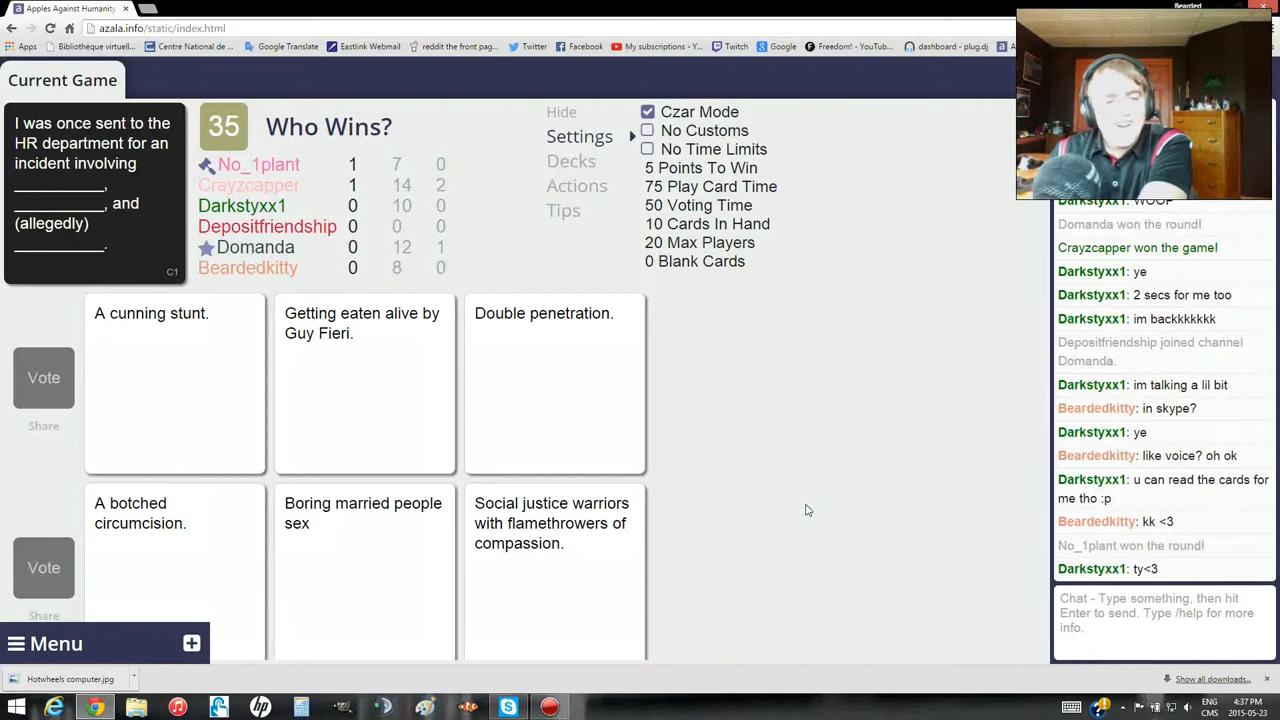 Apples Against Humanity
Bearded
azala.info/static/index.html
Apps
Bibliothèque virtuell...
Centre National de ...
Google Translate
Eastlink Webmail
reddit the front pag...
Twitter
Facebook
My subscriptions - Y...
Twitch
Google
Freedom! - YouTub...
dashboard - plug.dj
Current Game
I was once sent to the
HR department for an
incident involving
__________,
__________, and
(allegedly)
__________.
C1
35
Who Wins?
No_1plant 1 7 0
Crayzcapper 1 14 2
Darkstyxx1 0 10 0
Depositfriendship 0 0 0
Domanda 0 12 1
Beardedkitty 0 8 0
Hide
Settings
Decks
Actions
Tips
Czar Mode
No Customs
No Time Limits
5 Points To Win
75 Play Card Time
50 Voting Time
10 Cards In Hand
20 Max Players
0 Blank Cards
Vote
Share
A cunning stunt.
Getting eaten alive by
Guy Fieri.
Double penetration.
Vote
Share
A botched
circumcision.
Boring married people
sex
Social justice warriors
with flamethrowers of
compassion.
Darkstyxx1: WOOP
Domanda won the round!
Crayzcapper won the game!
Darkstyxx1: ye
Darkstyxx1: 2 secs for me too
Darkstyxx1: im backkkkkkk
Depositfriendship joined channel
Domanda.
Darkstyxx1: im talking a lil bit
Beardedkitty: in skype?
Darkstyxx1: ye
Beardedkitty: like voice? oh ok
Darkstyxx1: u can read the cards for
me tho :p
Beardedkitty: kk <3
No_1plant won the round!
Darkstyxx1: ty<3
Chat - Type something, then hit
Enter to send. Type /help for more
info.
Menu
Hotwheels computer.jpg
Show all downloads...
ENG
CMS
4:37 PM
2015-05-23